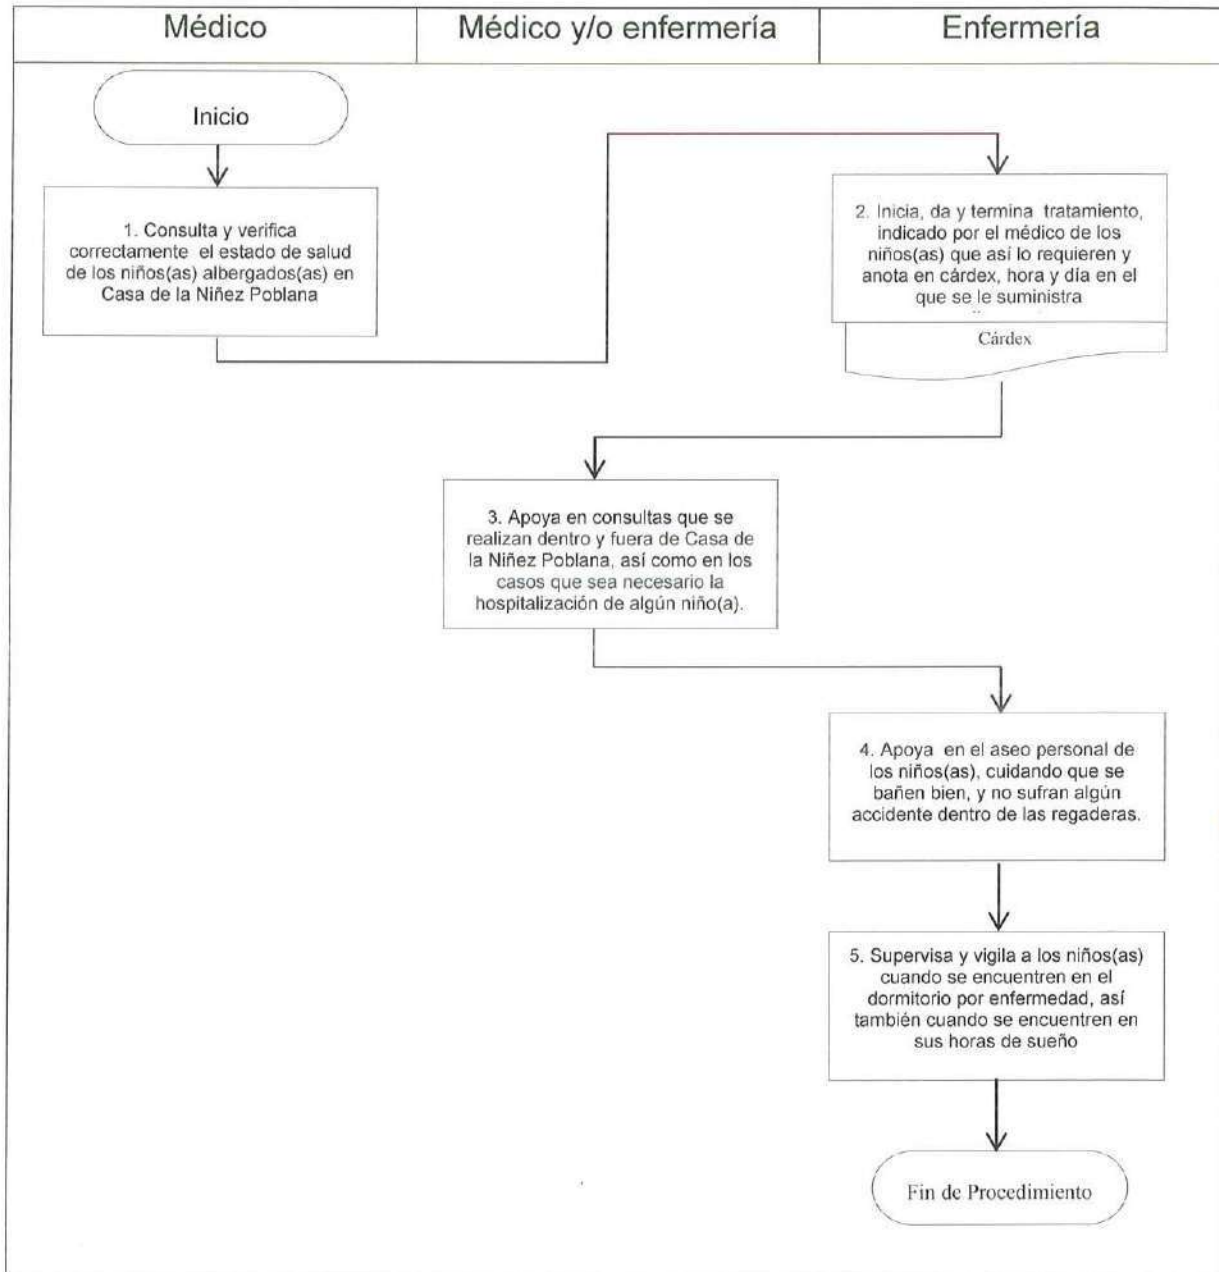 Médico
Médico y/o enfermería
Enfermería
Inicio
1. Consulta y verifica
correctamente el estado de salud
de los niños(as) albergados(as) en
Casa de la Niñez Poblana
2. Inicia, da y termina tratamiento,
indicado por el médico de los
niños(as) que así lo requieren y
anota en cárdex, hora y día en el
que se le suministra
Cárdex
3. Apoya en consultas que se
realizan dentro y fuera de Casa de
la Niñez Poblana, así como en los
casos que sea necesario la
hospitalización de algún niño(a).
4. Apoya en el aseo personal de
los niños(as), cuidando que se
bañen bien, y no sufran algún
accidente dentro de las regaderas.
5. Supervisa y vigila a los niños(as)
cuando se encuentren en el
dormitorio por enfermedad, así
también cuando se encuentren en
sus horas de sueño
Fin de Procedimiento